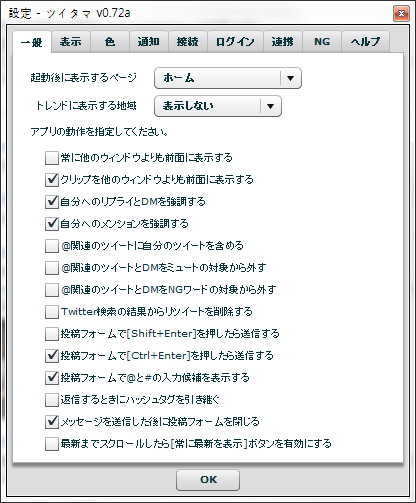 設定 - ツイタマ v0.72a
一般 表示 色 通知 接続 ログイン 連携 NG ヘルプ
起動後に表示するページ ホーム
トレンドに表示する地域 表示しない
アプリの動作を指定してください。
常に他のウィンドウより前面に表示する
クリップを他のウィンドウより前面に表示する
自分へのリプライとDMを強調する
自分へのメンションを強調する
@関連のツイートに自分のツイートを含める
@関連のツイートとDMをミュートの対象から外す
@関連のツイートとDMをNGワードの対象から外す
Twitter検索の結果からリツイートを削除する
投稿フォームで[Shift+Enter]を押したら送信する
投稿フォームで[Ctrl+Enter]を押したら送信する
投稿フォームで@と#の入力候補を表示する
返信するときにハッシュタグを引き継ぐ
メッセージを送信した後に投稿フォームを閉じる
最新までスクロールしたら[常に最新を表示]ボタンを有効にする
OK